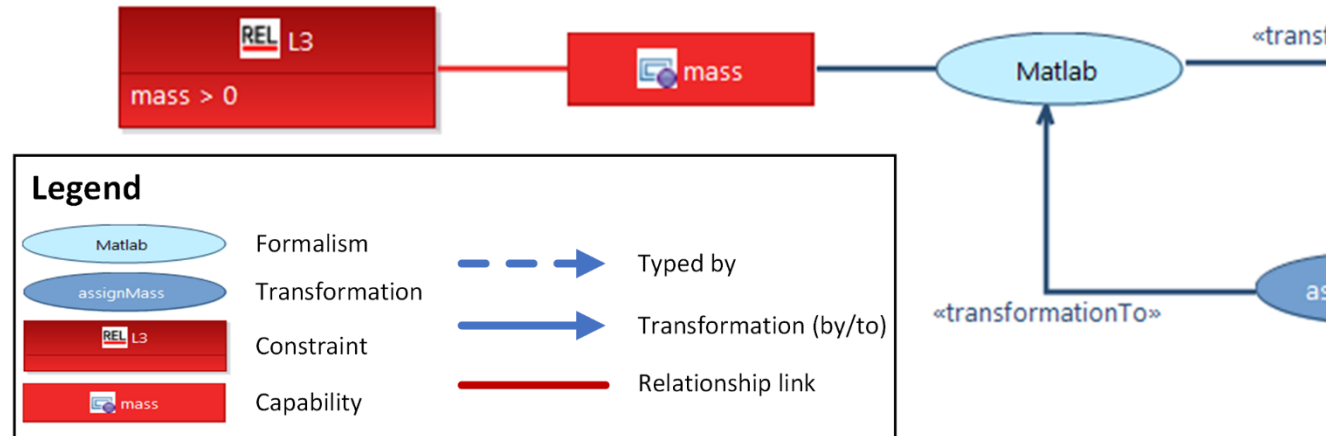 REL L3
mass > 0
mass
Matlab
«transf
«transformationTo»
as
Legend
Matlab
Formalism
assignMass
Transformation
REL L3
Constraint
mass
Capability
Typed by
Transformation (by/to)
Relationship link